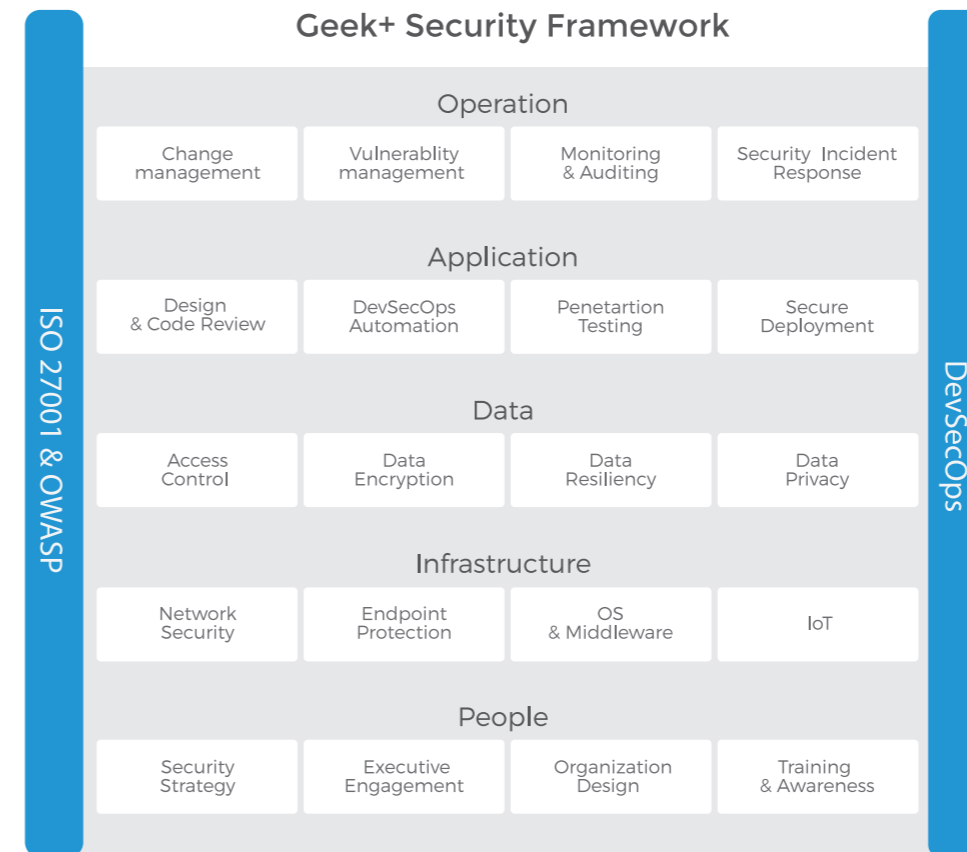 Geek+ Security Framework
ISO 27001 & OWASP
DevSecOps
Operation
Change
management
Vulnerablity
management
Monitoring
& Auditing
Security Incident
Response
Application
Design
& Code Review
DevSecOps
Automation
Penetartion
Testing
Secure
Deployment
Data
Access
Control
Data
Encryption
Data
Resiliency
Data
Privacy
Infrastructure
Network
Security
Endpoint
Protection
OS
& Middleware
IoT
People
Security
Strategy
Executive
Engagement
Organization
Design
Training
& Awareness